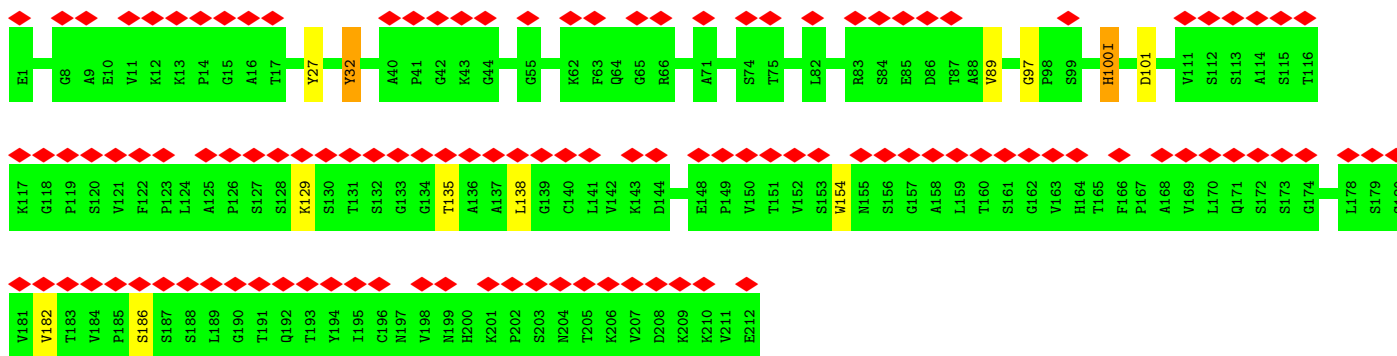 E1 G8 A9 E10 V11 K12 K13 P14 G15 A16 T17 Y27 Y32 A40 P41 G42 K43 G44 G55 K62 F63 Q64 G65 R66 A71 S74 T75 L82 R83 S84 E85 D86 T87 A88 V89 G97 P98 S99 H100I D101 V111 S112 S113 A114 S115 T116
K117 G118 P119 S120 V121 F122 P123 L124 A125 P126 S127 S128 K129 S130 T131 S132 G133 G134 T135 A136 A137 L138 G139 C140 L141 V142 K143 D144 E148 P149 V150 T151 V152 S153 W154 N155 S156 G157 A158 L159 T160 S161 G162 V163 H164 T165 F166 P167 A168 V169 L170 Q171 S172 S173 G174 L178 S179
V181 V182 T183 V184 P185 S186 S187 S188 L189 G190 T191 Q192 T193 Y194 I195 C196 N197 V198 N199 H200 K201 P202 S203 N204 T205 K206 V207 D208 K209 K210 V211 E212